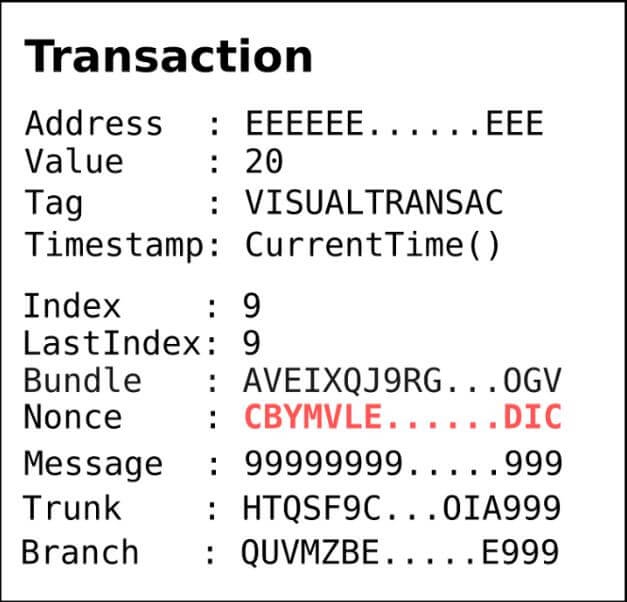 Transaction
Address : EEEEEE......EEE
Value : 20
Tag : VISUALTRANSAC
Timestamp: CurrentTime()
Index : 9
LastIndex: 9
Bundle : AVEIXQJ9RG...OGV
Nonce : CBYMVLE......DIC
Message : 99999999.....999
Trunk : HTQSF9C...OIA999
Branch : QUVMZBE.....E999